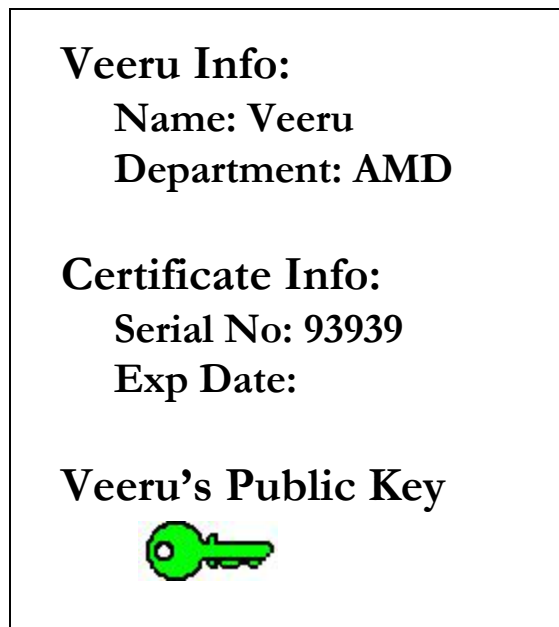 Veeru Info:
Name: Veeru
Department: AMD
Certificate Info:
Serial No: 93939
Exp Date:
Veeru’s Public Key